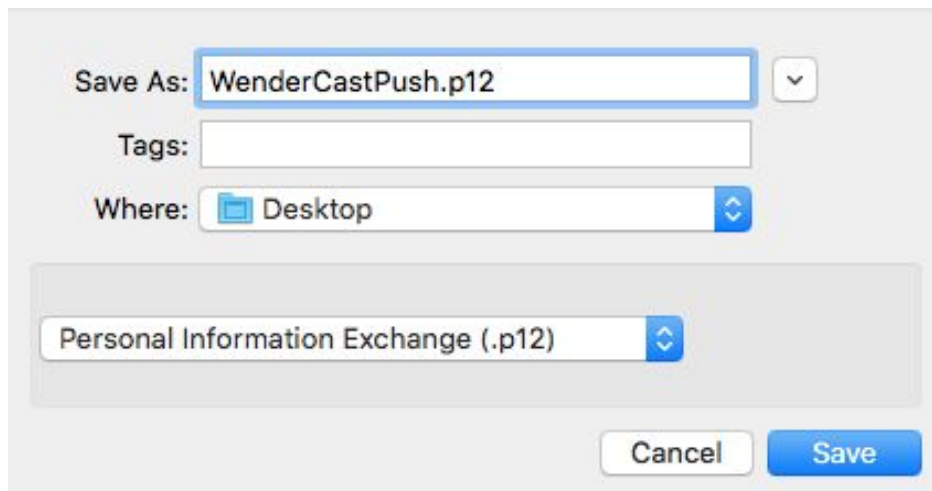 Save As: WenderCastPush.p12
Tags:
Where: Desktop
Personal Information Exchange (.p12)
Cancel Save